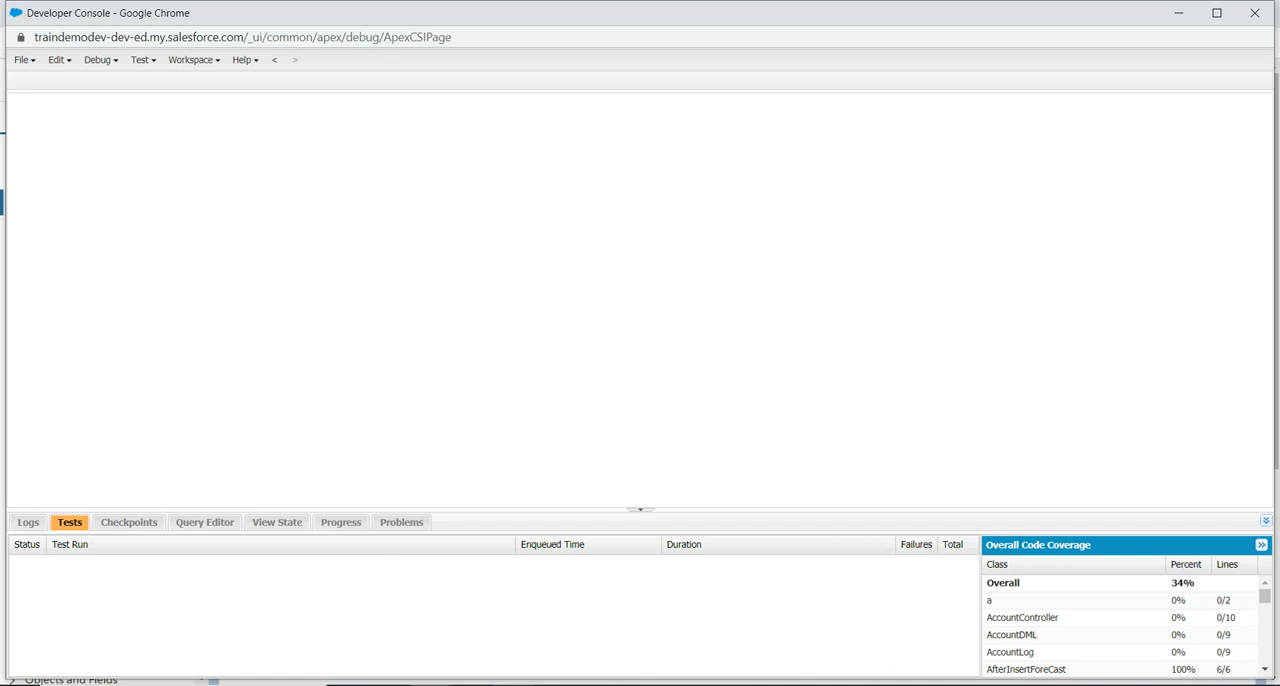 Developer Console - Google Chrome
traindemodev-dev-ed.my.salesforce.com/_ui/common/apex/debug/ApexCSIPage
File Edit Debug Test Workspace Help < >
Logs Tests Checkpoints Query Editor View State Progress Problems
Status Test Run Enqueued Time Duration Failures Total
Overall Code Coverage
Class Percent Lines
Overall 34%
a 0% 0/2
AccountController 0% 0/10
AccountDML 0% 0/9
AccountLog 0% 0/9
AfterInsertForeCast 100% 6/6
Objects and Fields